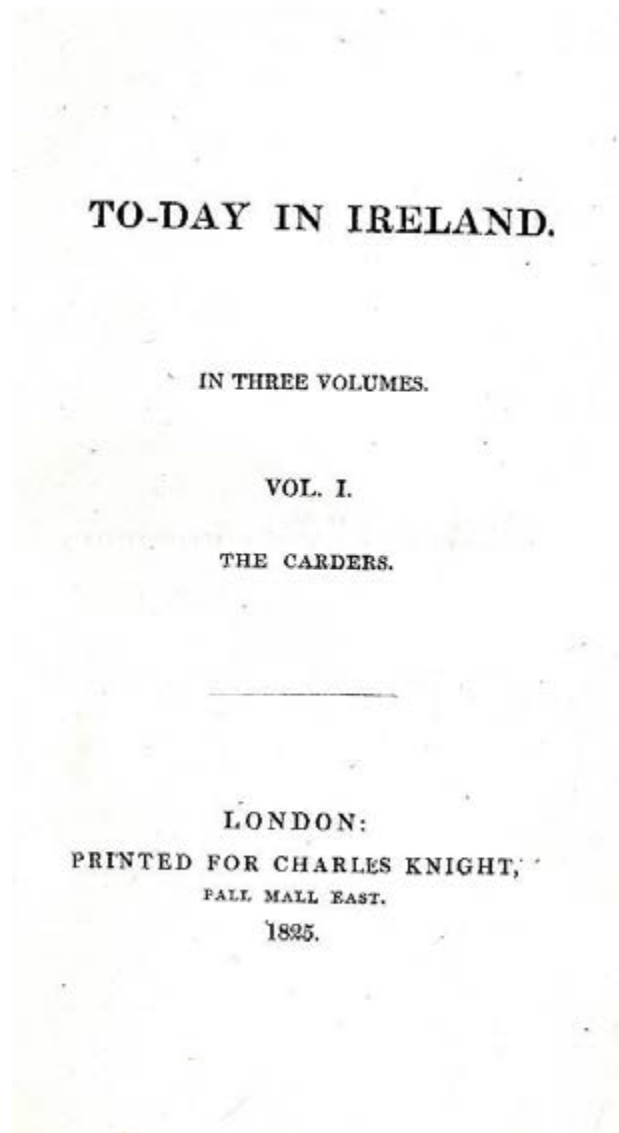 TO-DAY IN IRELAND.
IN THREE VOLUMES.
VOL. I.
THE CARDERS.
LONDON:
PRINTED FOR CHARLES KNIGHT,
PALL MALL EAST.
1825.